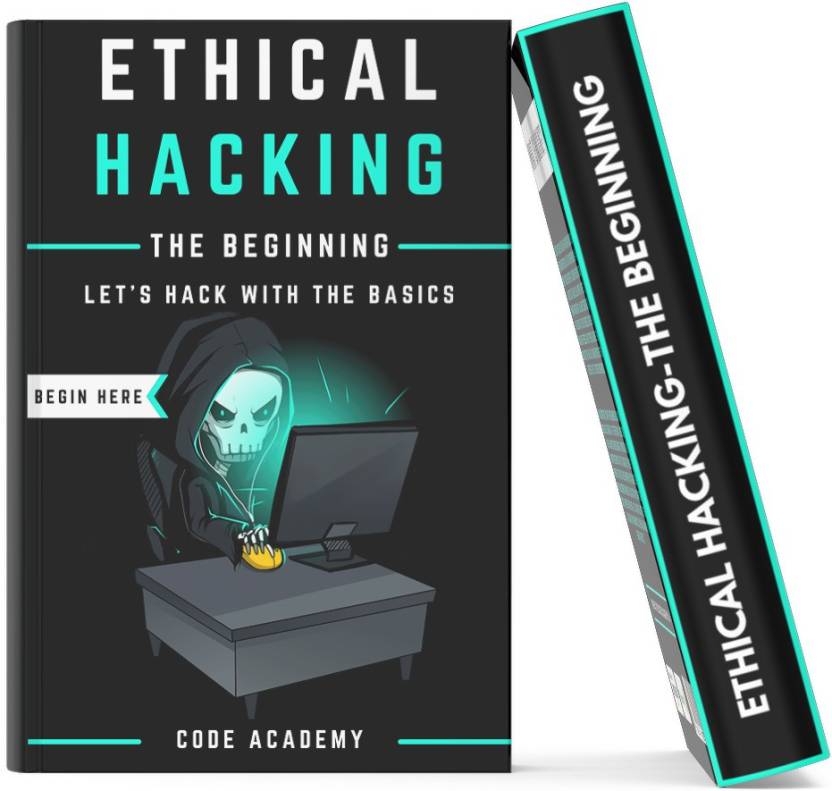 ETHICAL
HACKING
THE BEGINNING
LET'S HACK WITH THE BASICS
BEGIN HERE
CODE ACADEMY
ETHICAL HACKING-THE BEGINNING